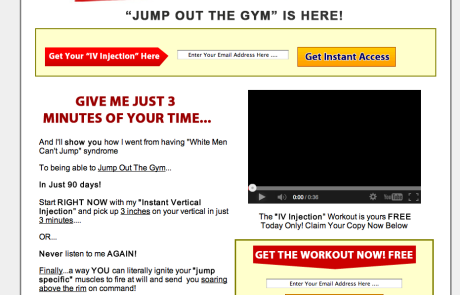 “JUMP OUT THE GYM” IS HERE!
Get Your "IV Injection" Here
Enter Your Email Address Here ....
Get Instant Access
GIVE ME JUST 3
MINUTES OF YOUR TIME...
And I'll show you how I went from having "White Men
Can't Jump" syndrome
To being able to Jump Out The Gym...
In Just 90 days!
Start RIGHT NOW with my "Instant Vertical
Injection" and pick up 3 inches on your vertical in just
3 minutes....
OR...
Never listen to me AGAIN!
Finally...a way YOU can literally ignite your "jump
specific" muscles to fire at will and send you soaring
above the rim on command!
0:00 / 0:36
YouTube
The "IV Injection" Workout is yours FREE
Today Only! Claim Your Copy Now Below
GET THE WORKOUT NOW! FREE
Enter Your Email Address Here ...